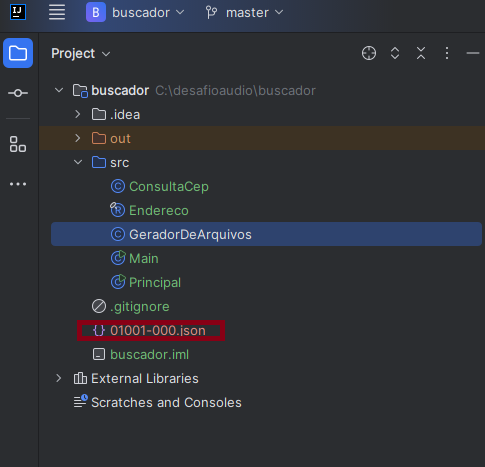 IJ B buscador master
Project
buscador C:\desafioaudio\buscador
.idea
out
src
C ConsultaCep
R Endereco
C GeradorDeArquivos
C Main
C Principal
.gitignore
{} 01001-000.json
buscador.iml
External Libraries
Scratches and Consoles